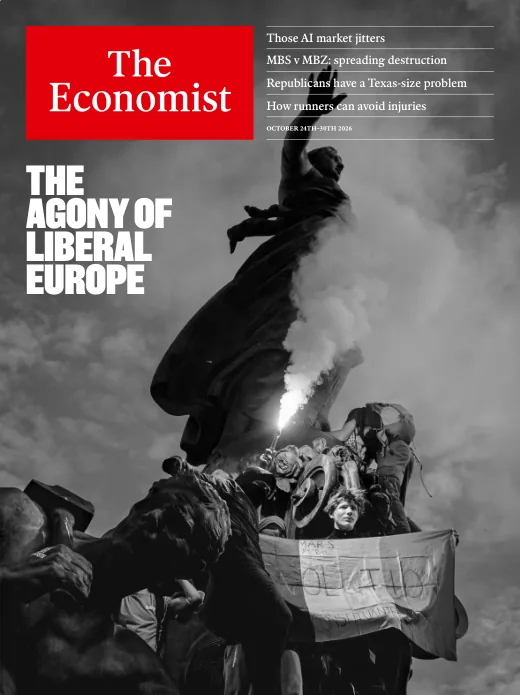 The
Economist
Those AI market jitters
MBS v MBZ: spreading destruction
Republicans have a Texas-size problem
How runners can avoid injuries
OCTOBER 24TH–30TH 2026
THE
AGONY OF
LIBERAL
EUROPE
MARS